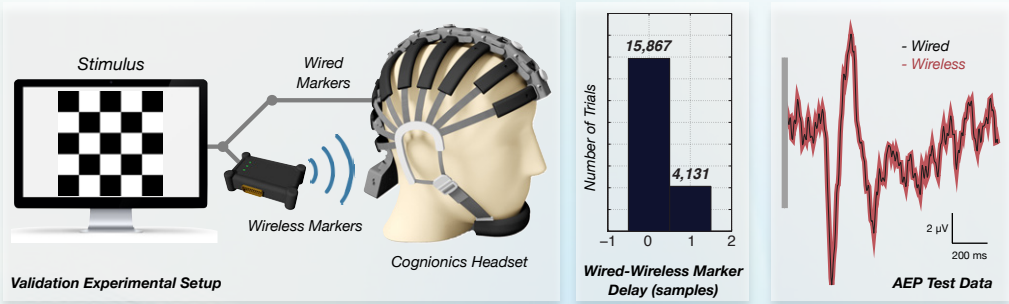 Stimulus
Wired
Markers
Wireless Markers
Cognionics Headset
Validation Experimental Setup
15,867
4,131
Number of Trials
−1 0 1 2
Wired-Wireless Marker
Delay (samples)
- Wired
- Wireless
2 µV
200 ms
AEP Test Data